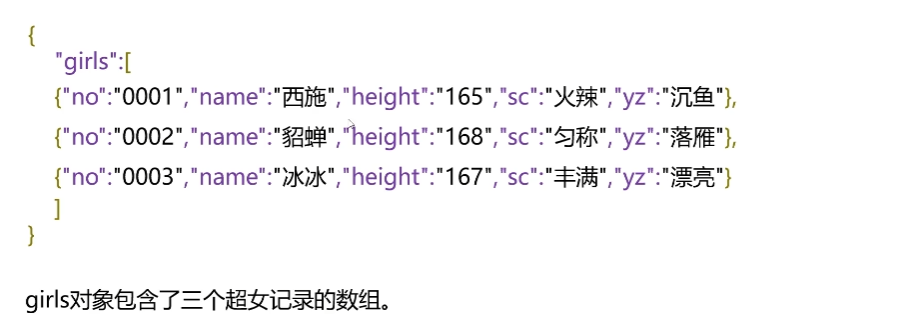 {
"girls":[
{"no":"0001","name":"西施","height":"165","sc":"火辣","yz":"沉鱼"},
{"no":"0002","name":"貂蝉","height":"168","sc":"匀称","yz":"落雁"},
{"no":"0003","name":"冰冰","height":"167","sc":"丰满","yz":"漂亮"}
]
}
girls对象包含了三个超女记录的数组。